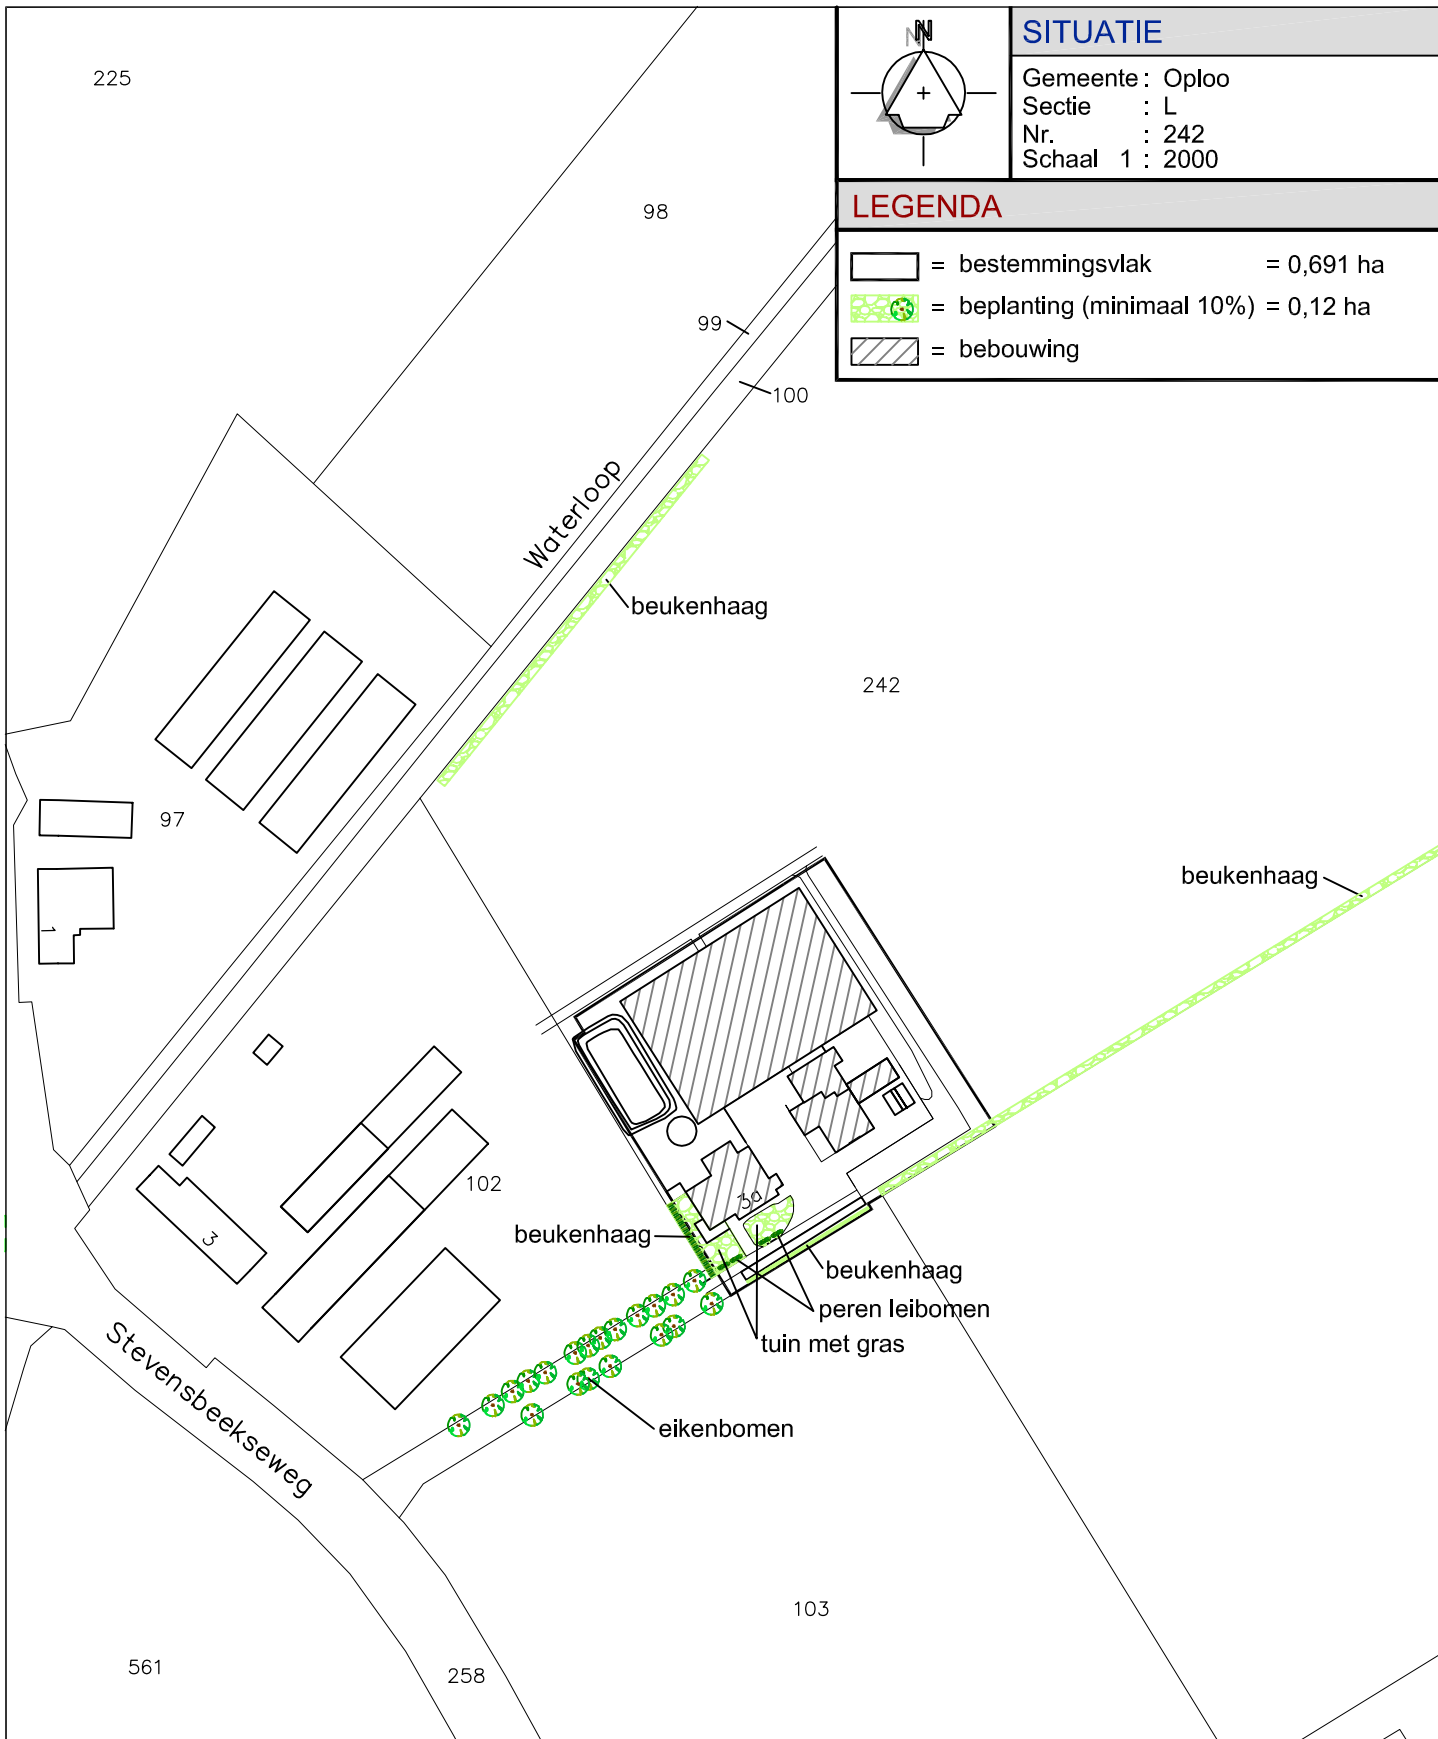 N
N
SITUATIE
Gemeente : Oploo
Sectie : L
Nr. : 242
Schaal 1 : 2000
LEGENDA
= bestemmingsvlak = 0,691 ha
= beplanting (minimaal 10%) = 0,12 ha
= bebouwing
225
98
99
100
Waterloop
beukenhaag
242
97
1
beukenhaag
102
3
3a
beukenhaag
beukenhaag
peren leibomen
tuin met gras
eikenbomen
Stevensbeekseweg
103
561
258